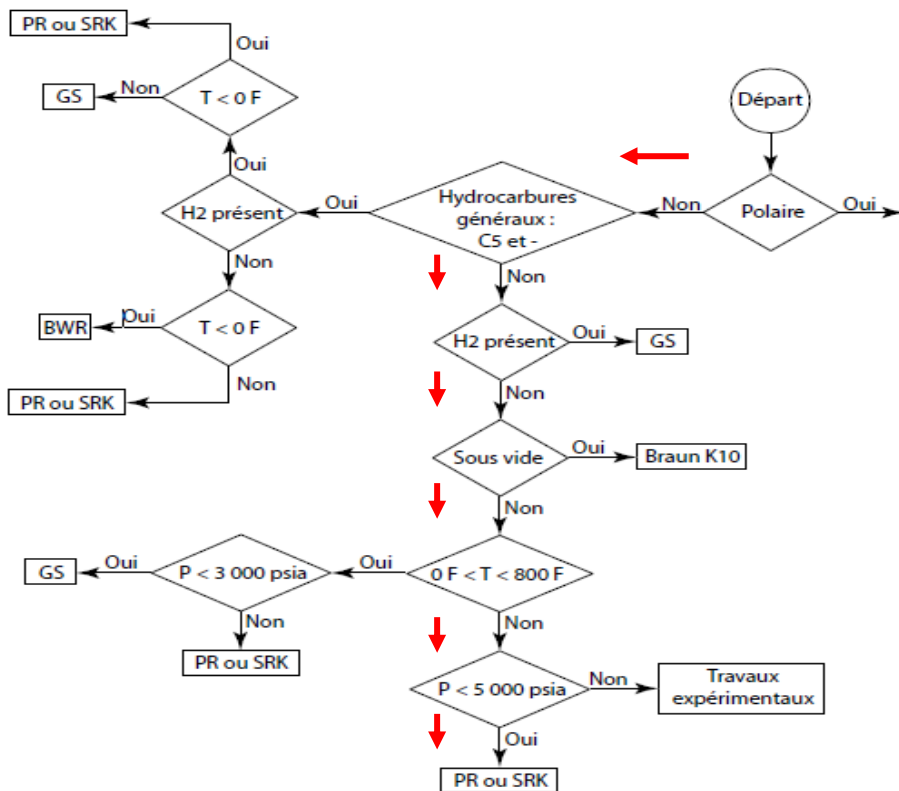 PR ou SRK
Oui
GS
Non
T < 0 F
Départ
Oui
H2 présent
Oui
Hydrocarbures
généraux :
C5 et -
Non
Polaire
Oui
Non
Non
BWR
Oui
T < 0 F
H2 présent
Oui
GS
Non
PR ou SRK
Non
Sous vide
Oui
Braun K10
Non
GS
Oui
P < 3 000 psia
Oui
0 F < T < 800 F
Non
Non
PR ou SRK
P < 5 000 psia
Non
Travaux
expérimentaux
Oui
PR ou SRK